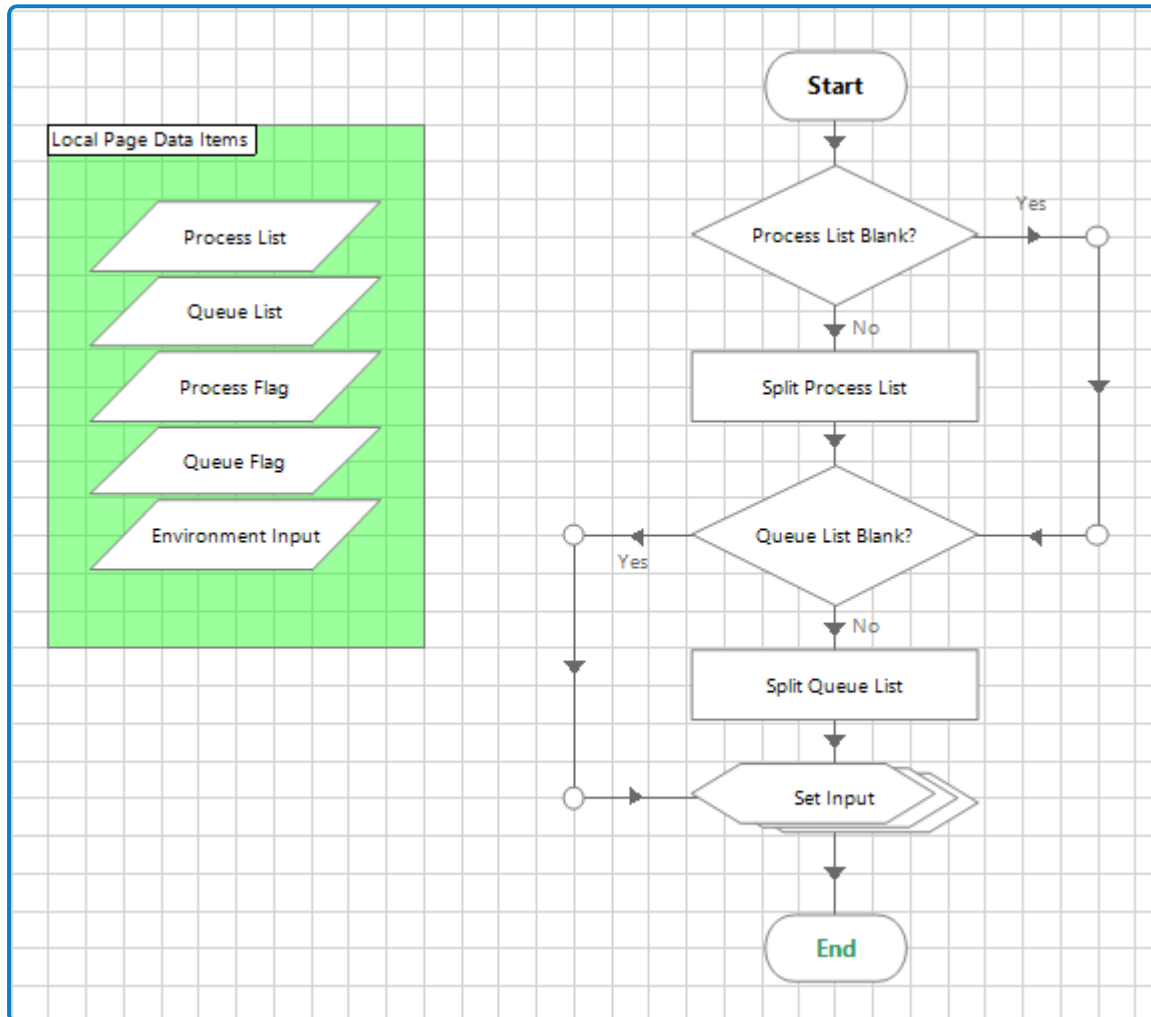 Local Page Data Items
Process List
Queue List
Process Flag
Queue Flag
Environment Input
Start
Process List Blank?
Yes
No
Split Process List
Queue List Blank?
Yes
No
Split Queue List
Set Input
End